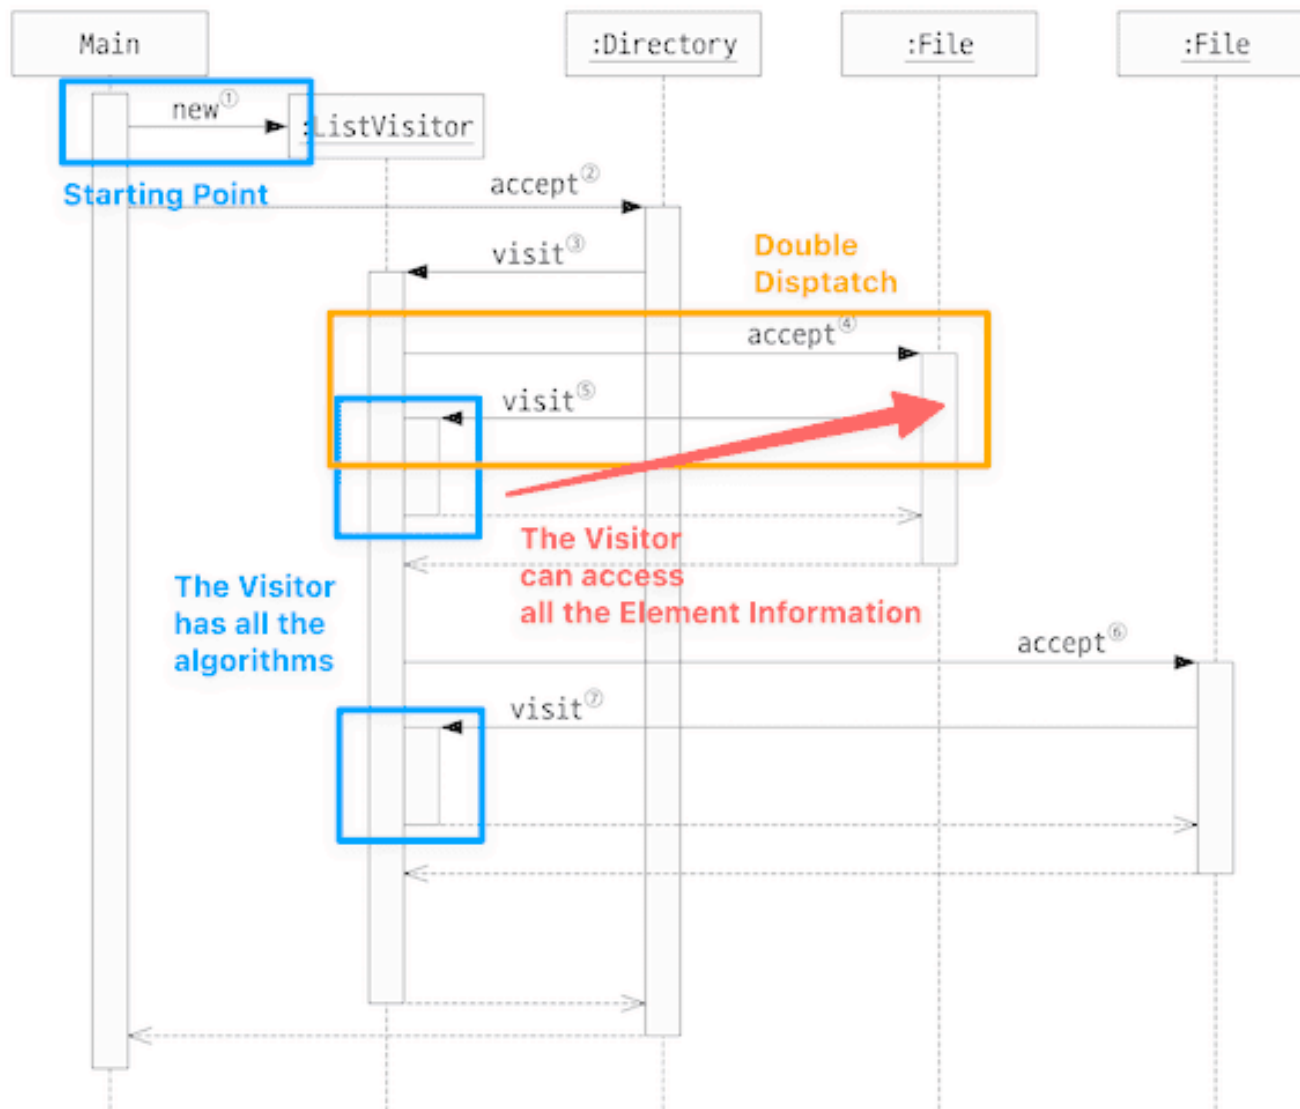 Main
:Directory
:File
:File
new①
:ListVisitor
Starting Point
accept②
visit③
Double
Disptatch
accept④
visit⑤
The Visitor
can access
all the Element Information
The Visitor
has all the
algorithms
accept⑥
visit⑦